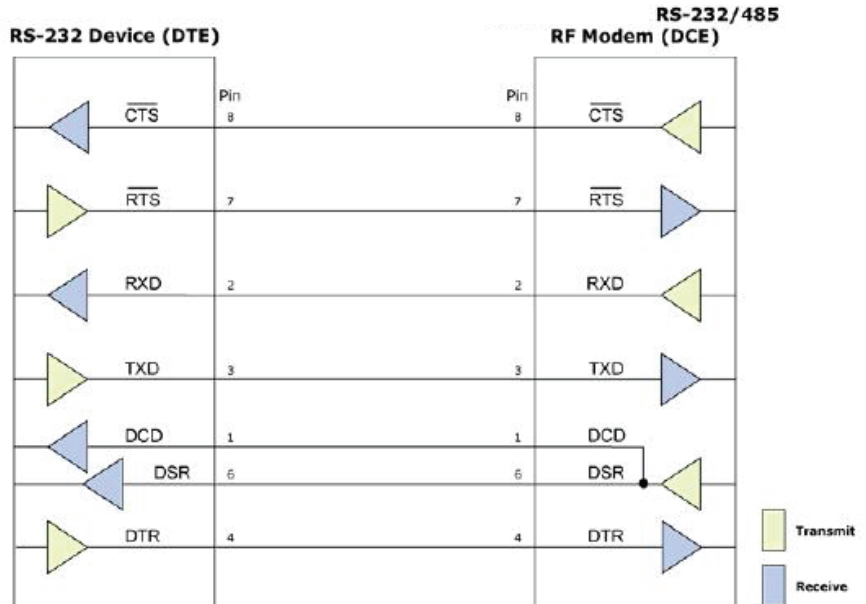 RS-232/485
RS-232 Device (DTE)
RF Modem (DCE)
Pin
Pin
CTS
8
8
CTS
RTS
7
7
RTS
RXD
2
2
RXD
TXD
3
3
TXD
DCD
1
1
DCD
DSR
6
6
DSR
DTR
4
4
DTR
Transmit
Receive